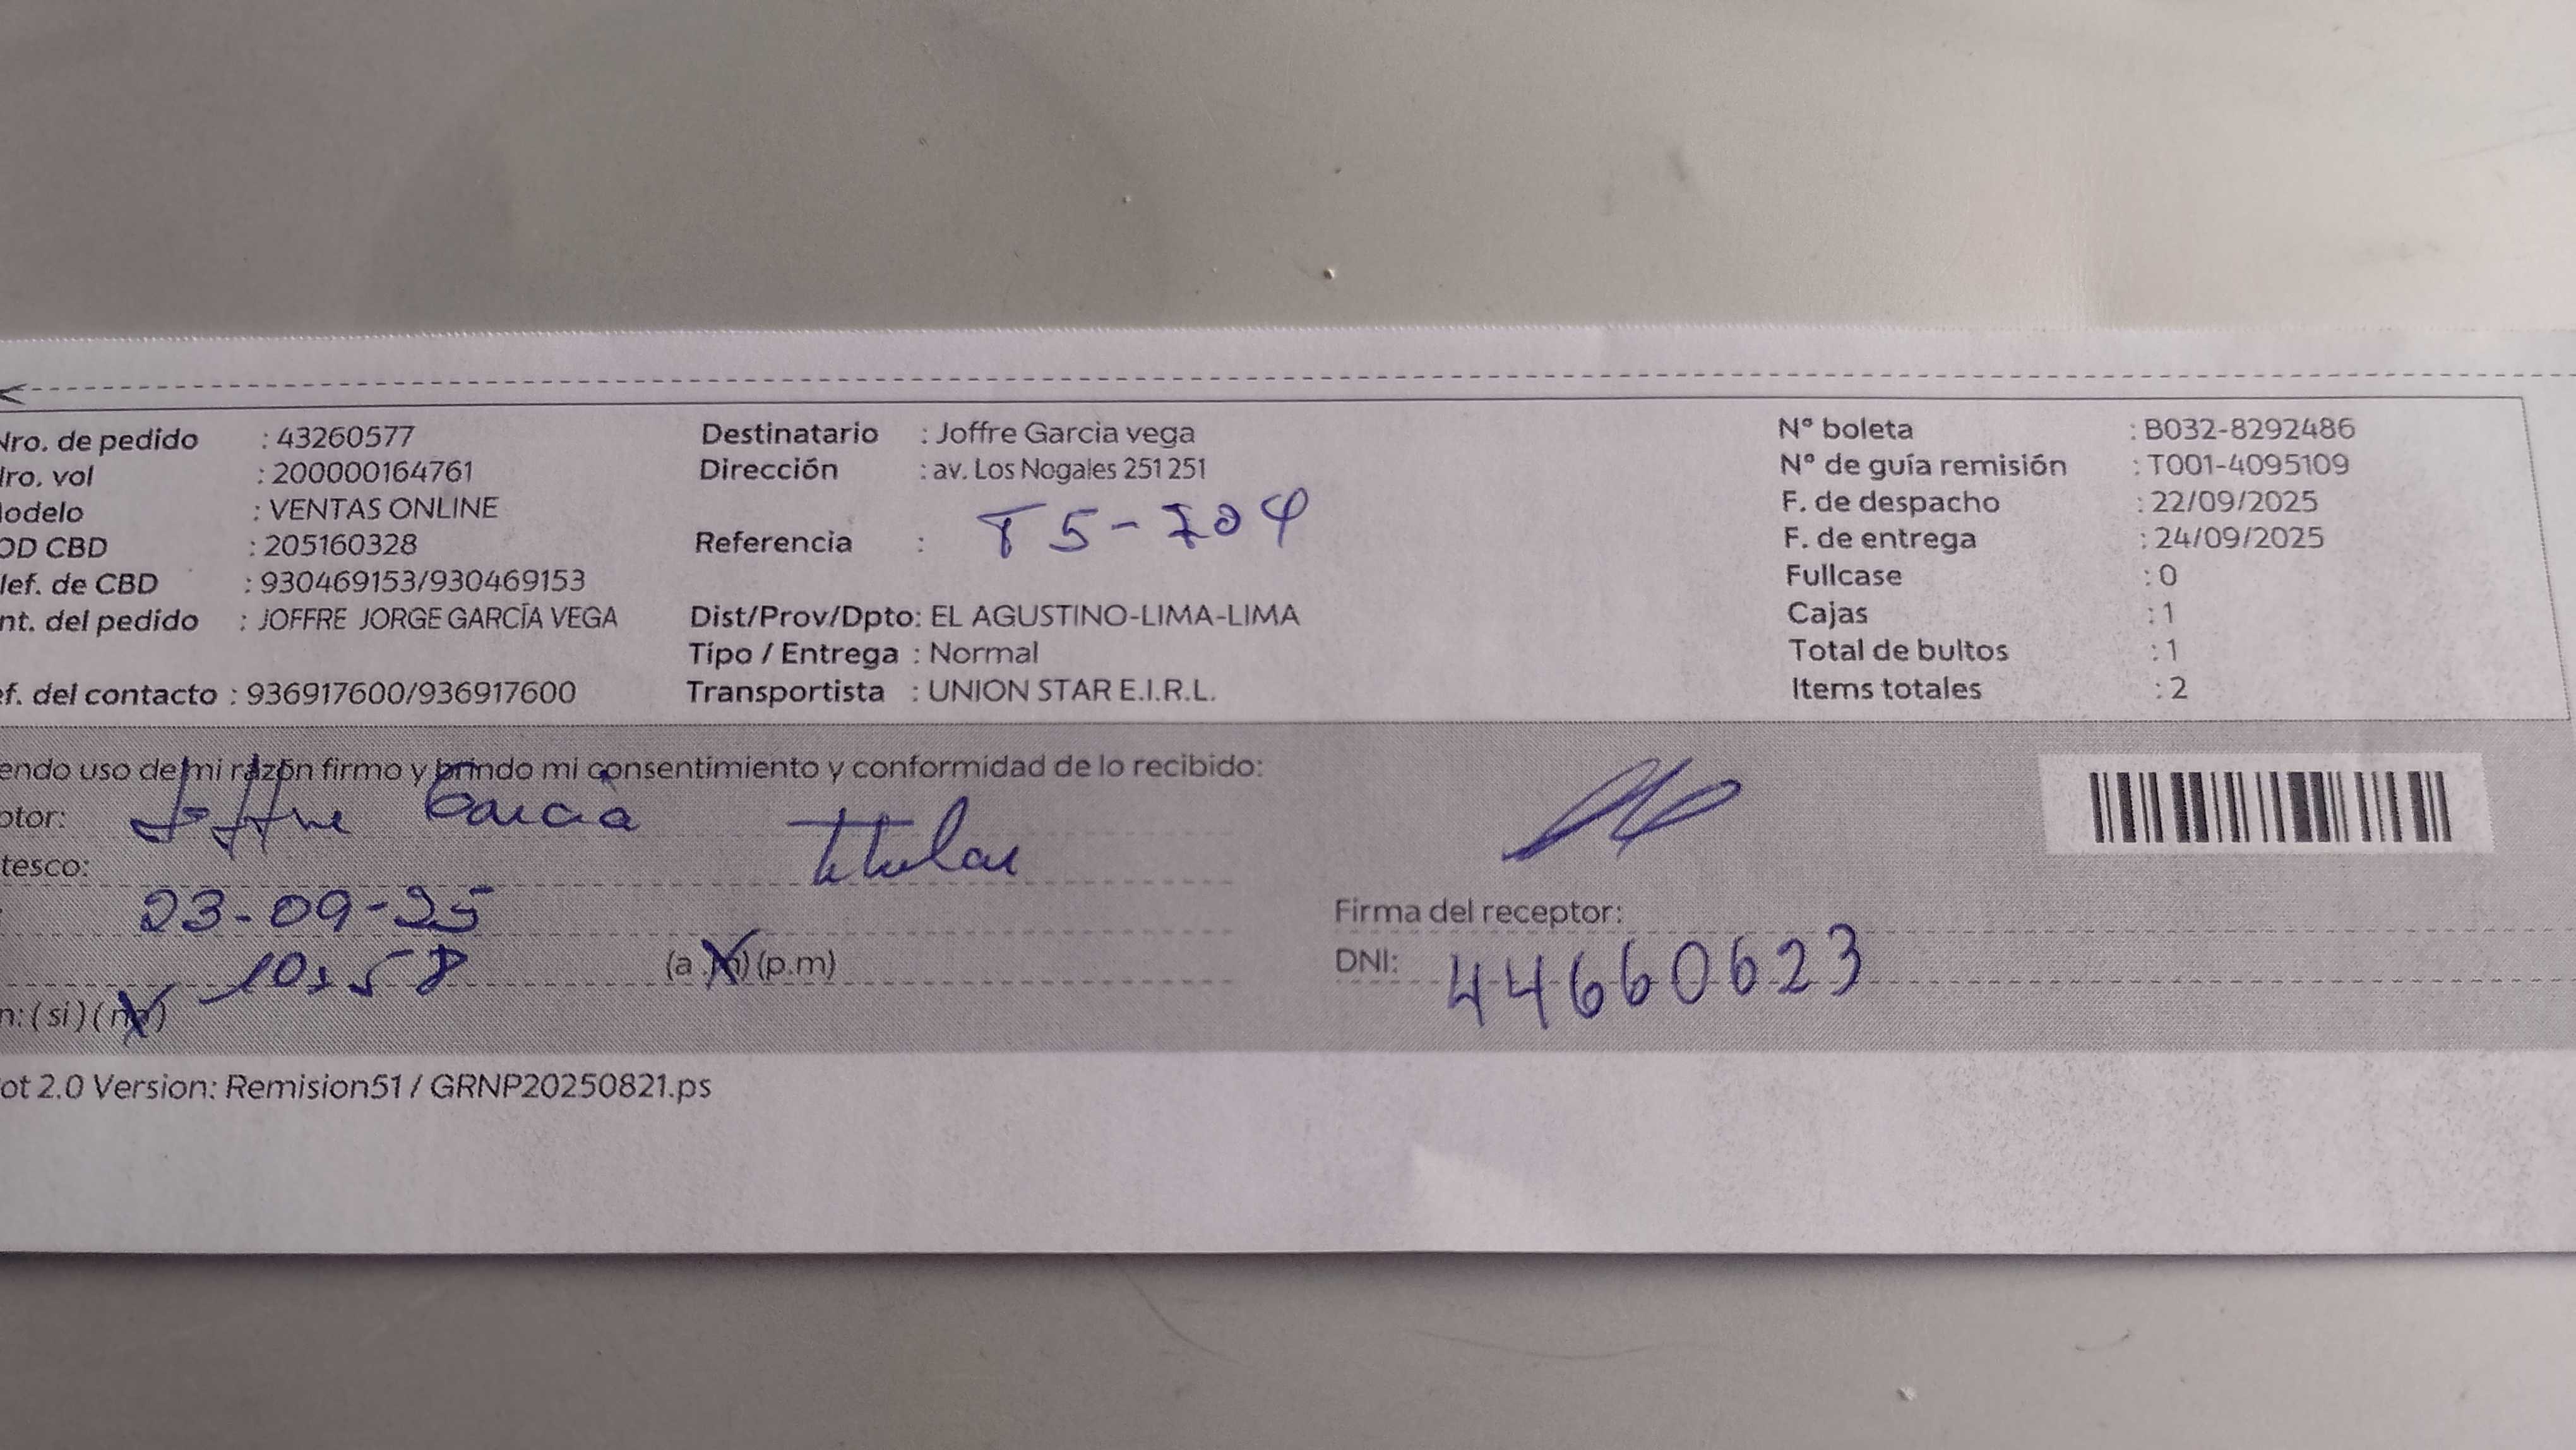 Nro. de pedido : 43260577
Nro. vol : 200000164761
Modelo : VENTAS ONLINE
OD CBD : 205160328
lef. de CBD : 930469153/930469153
nt. del pedido : JOFFRE JORGE GARCÍA VEGA
ef. del contacto : 936917600/936917600
Destinatario : Joffre Garcia vega
Dirección : av. Los Nogales 251 251
Referencia : T5-704
Dist/Prov/Dpto: EL AGUSTINO-LIMA-LIMA
Tipo / Entrega : Normal
Transportista : UNION STAR E.I.R.L.
N° boleta : B032-8292486
N° de guía remisión : T001-4095109
F. de despacho : 22/09/2025
F. de entrega : 24/09/2025
Fullcase : 0
Cajas : 1
Total de bultos : 1
Items totales : 2
endo uso de mi razón firmo y brindo mi consentimiento y conformidad de lo recibido:
ptor: Joffre Garcia
tesco: titular
23-09-25
10:58 (a.m) (p.m)
n: (si) (no)
Firma del receptor:
DNI: 44660623
ot 2.0 Version: Remision51 / GRNP20250821.ps